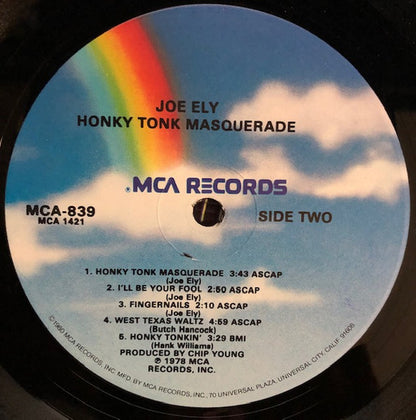 JOE ELY
HONKY TONK MASQUERADE
MCA RECORDS
MCA-839
MCA 1421
SIDE TWO
1. HONKY TONK MASQUERADE 3:43 ASCAP
(Joe Ely)
2. I'LL BE YOUR FOOL 2:50 ASCAP
(Joe Ely)
3. FINGERNAILS 2:10 ASCAP
(Joe Ely)
4. WEST TEXAS WALTZ 4:59 ASCAP
(Butch Hancock)
5. HONKY TONKIN' 3:29 BMI
(Hank Williams)
PRODUCED BY CHIP YOUNG
℗ 1978 MCA
RECORDS, INC.
©1980 MCA RECORDS, INC. MFD. BY MCA RECORDS, INC., 70 UNIVERSAL PLAZA, UNIVERSAL CITY, CALIF. 91608